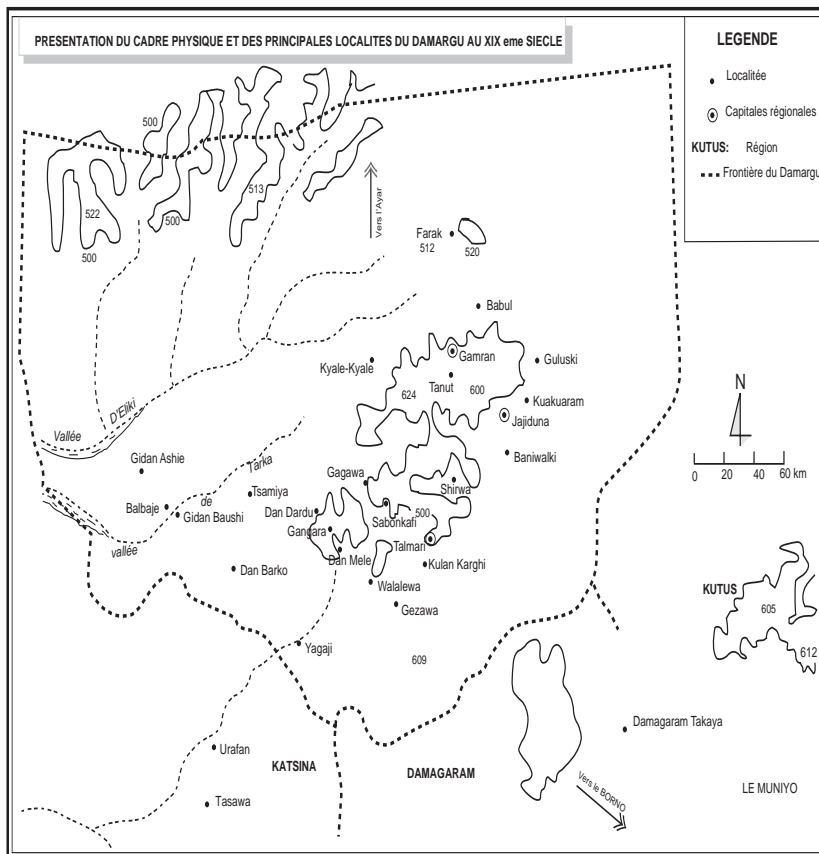 PRESENTATION DU CADRE PHYSIQUE ET DES PRINCIPALES LOCALITES DU DAMARGU AU XIX eme SIECLE
LEGENDE
Localitée
Capitales régionales
KUTUS: Région
Frontière du Damargu
500
513
522
500
500
Vers l'Ayar
Farak
512
520
Babul
Gamran
Kyale-Kyale
Guluski
Tanut
600
624
Kuakuaram
Jajiduna
Vallée D'Eliki
N
Baniwalki
Gidan Ashie
Gagawa
Shirwa
0 20 40 60 km
vallée de Tarka
Tsamiya
Balbaje
Gidan Baushi
Dan Dardu
Sabonkafi
500
Gangara
Talmari
Dan Mele
Kulan Karghi
Dan Barko
Walalewa
Gezawa
KUTUS
605
612
Yagaji
609
Damagaram Takaya
Urafan
KATSINA
DAMAGARAM
Vers le BORNO
LE MUNIYO
Tasawa